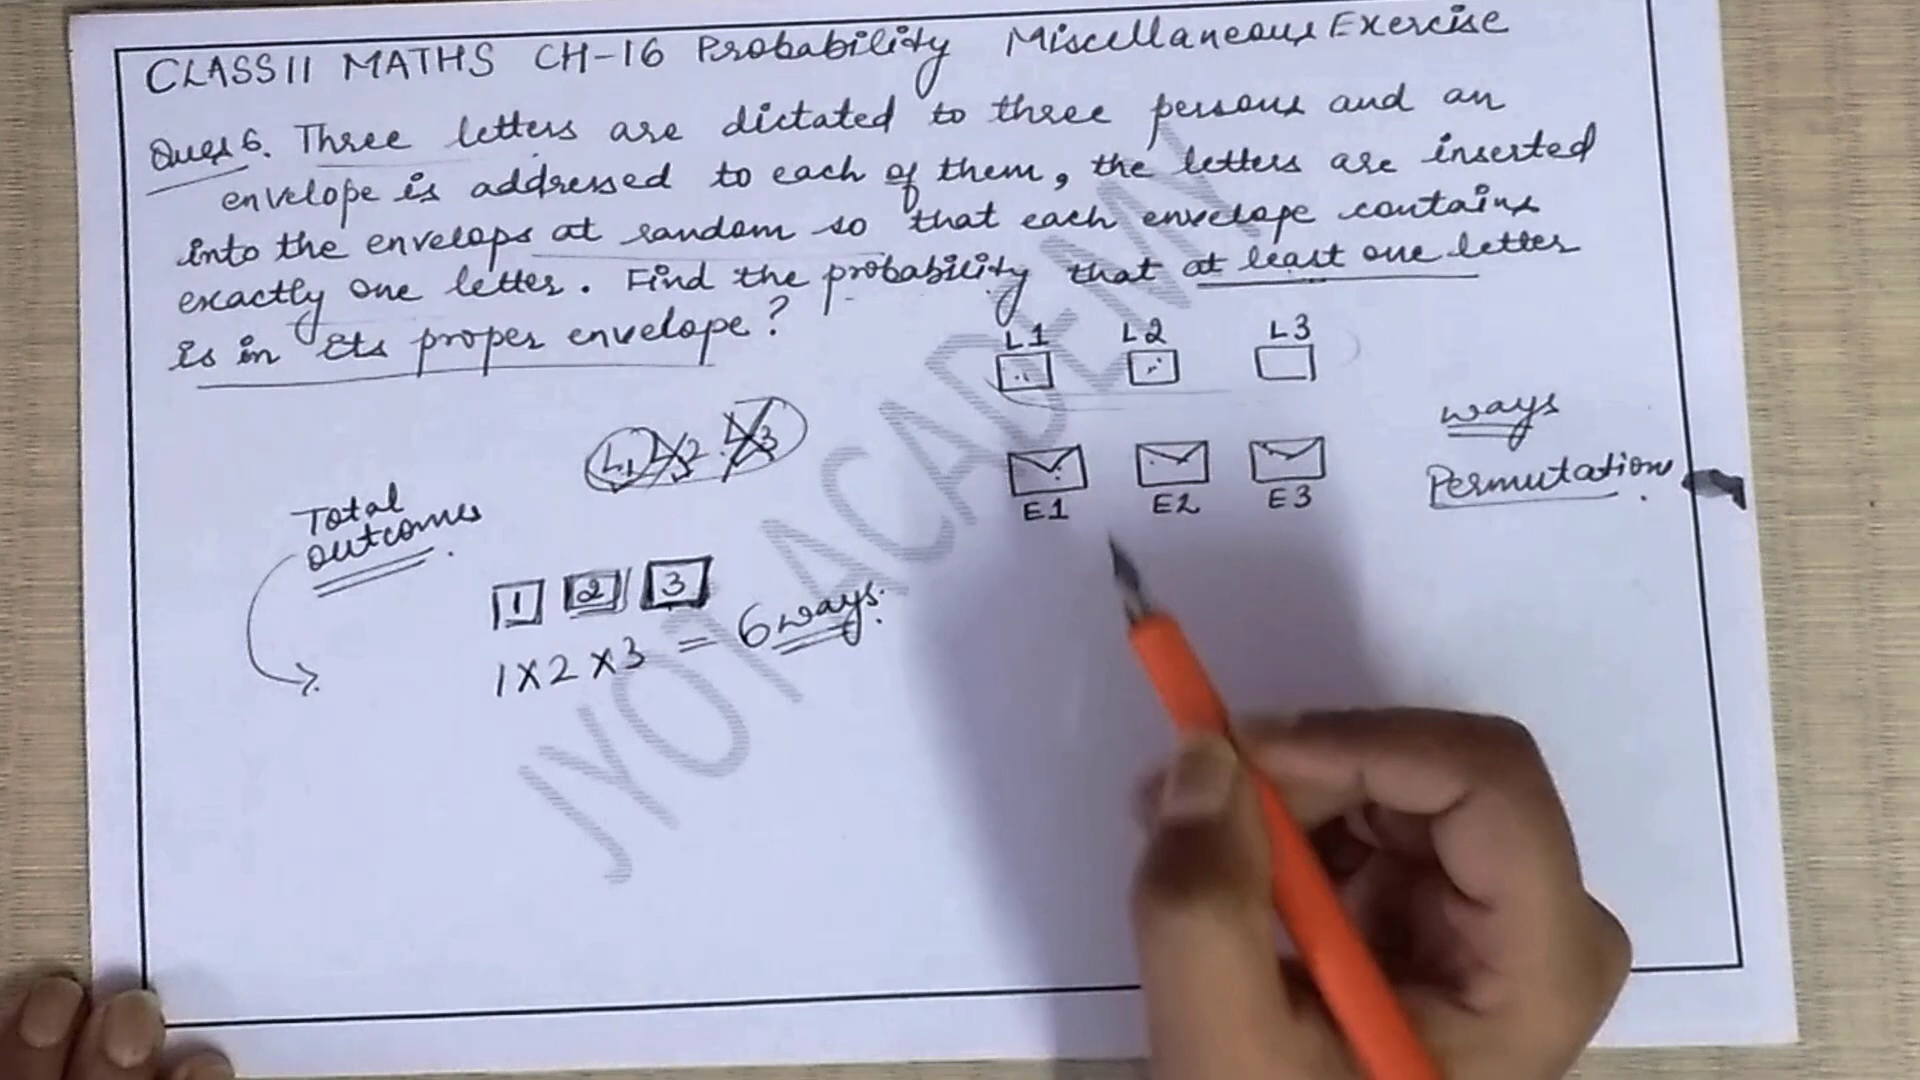 CLASS 11 MATHS CH-16 Probability Miscellaneous Exercise
Ques 6. Three letters are dictated to three persons and an
envelope is addressed to each of them, the letters are inserted
into the envelops at random so that each envelope contains
exactly one letter. Find the probability that at least one letter
is in its proper envelope?
L1 L2 L3
E1 E2 E3
ways
Permutation
L1 L2 L3
Total
outcomes
1 2 3
1×2×3 = 6 ways.
JYOTI ACADEMY